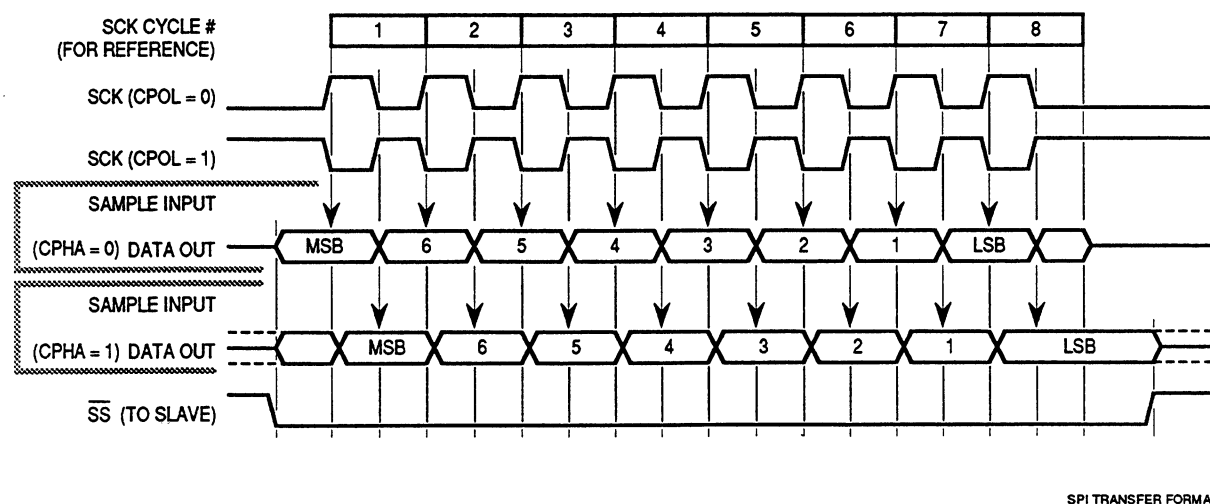 SCK CYCLE #
(FOR REFERENCE)
1 2 3 4 5 6 7 8
SCK (CPOL = 0)
SCK (CPOL = 1)
SAMPLE INPUT
(CPHA = 0) DATA OUT
MSB 6 5 4 3 2 1 LSB
SAMPLE INPUT
(CPHA = 1) DATA OUT
MSB 6 5 4 3 2 1 LSB
SS (TO SLAVE)
SPI TRANSFER FORMA